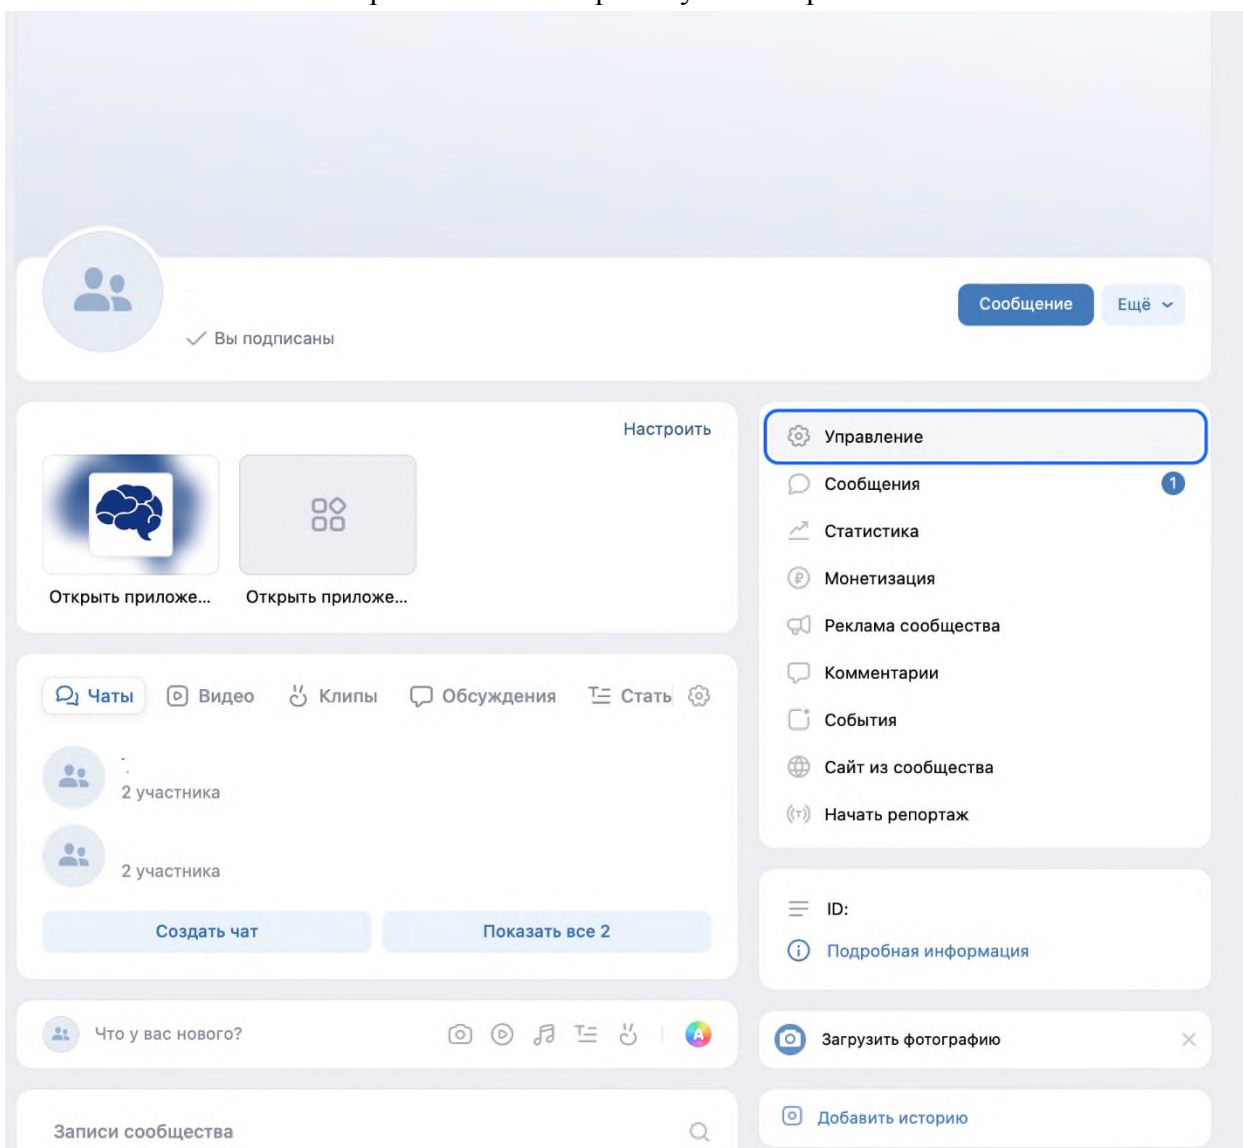 Сообщение
Ещё
Вы подписаны
Настроить
Открыть приложе...
Открыть приложе...
Чаты
Видео
Клипы
Обсуждения
Стать
2 участника
2 участника
Создать чат
Показать все 2
Что у вас нового?
Записи сообщества
Управление
Сообщения 1
Статистика
Монетизация
Реклама сообщества
Комментарии
События
Сайт из сообщества
Начать репортаж
ID:
Подробная информация
Загрузить фотографию
Добавить историю